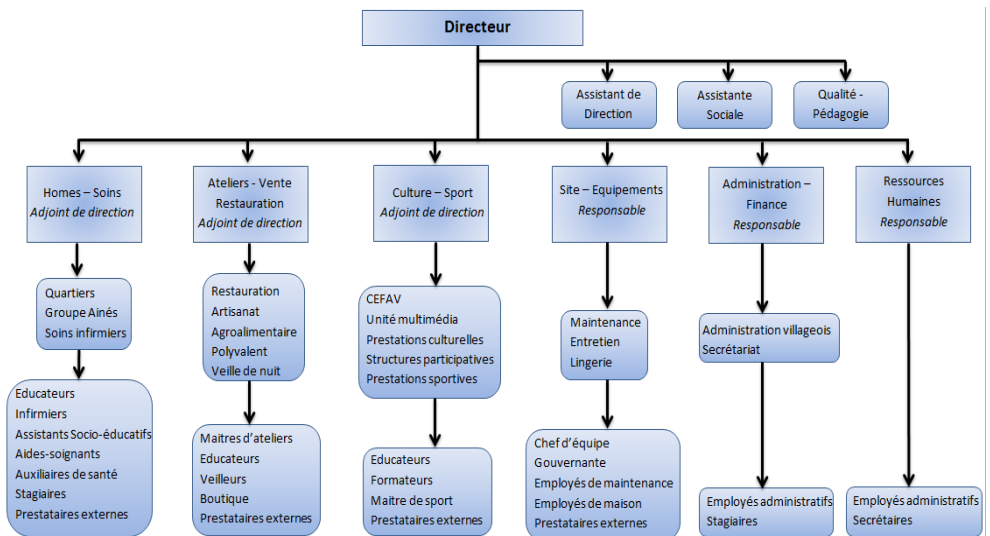 Directeur
Assistant de
Direction
Assistante
Sociale
Qualité -
Pédagogie
Homes – Soins
Adjoint de direction
Ateliers - Vente
Restauration
Adjoint de direction
Culture – Sport
Adjoint de direction
Site – Equipements
Responsable
Administration –
Finance
Responsable
Ressources
Humaines
Responsable
Quartiers
Groupe Ainés
Soins infirmiers
Restauration
Artisanat
Agroalimentaire
Polyvalent
Veille de nuit
CEFAV
Unité multimédia
Prestations culturelles
Structures participatives
Prestations sportives
Maintenance
Entretien
Lingerie
Administration villageois
Secrétariat
Educateurs
Infirmiers
Assistants Socio-éducatifs
Aides-soignants
Auxiliaires de santé
Stagiaires
Prestataires externes
Maitres d’ateliers
Educateurs
Veilleurs
Boutique
Prestataires externes
Educateurs
Formateurs
Maitre de sport
Prestataires externes
Chef d’équipe
Gouvernante
Employés de maintenance
Employés de maison
Prestataires externes
Employés administratifs
Stagiaires
Employés administratifs
Secrétaires